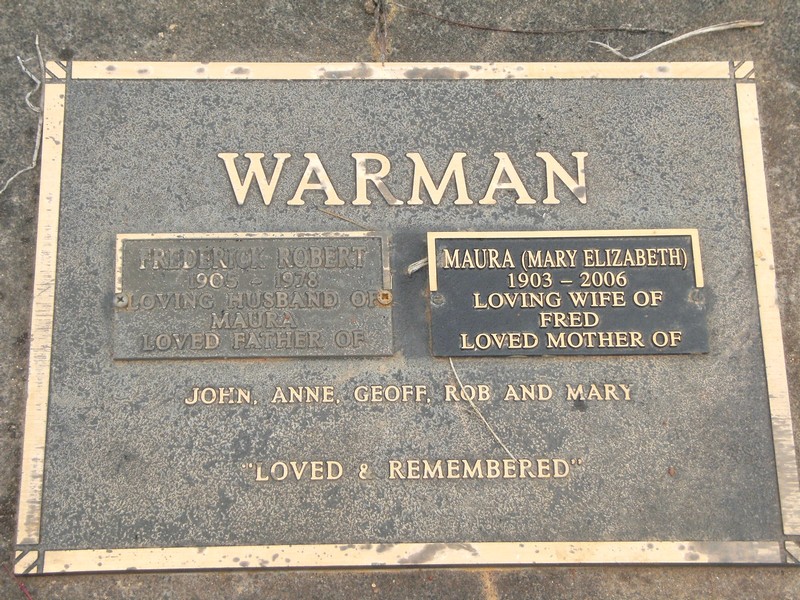 WARMAN
FREDERICK ROBERT
1905 - 1978
LOVING HUSBAND OF
MAURA
LOVED FATHER OF
MAURA (MARY ELIZABETH)
1903 - 2006
LOVING WIFE OF
FRED
LOVED MOTHER OF
JOHN, ANNE, GEOFF, ROB AND MARY
"LOVED & REMEMBERED"